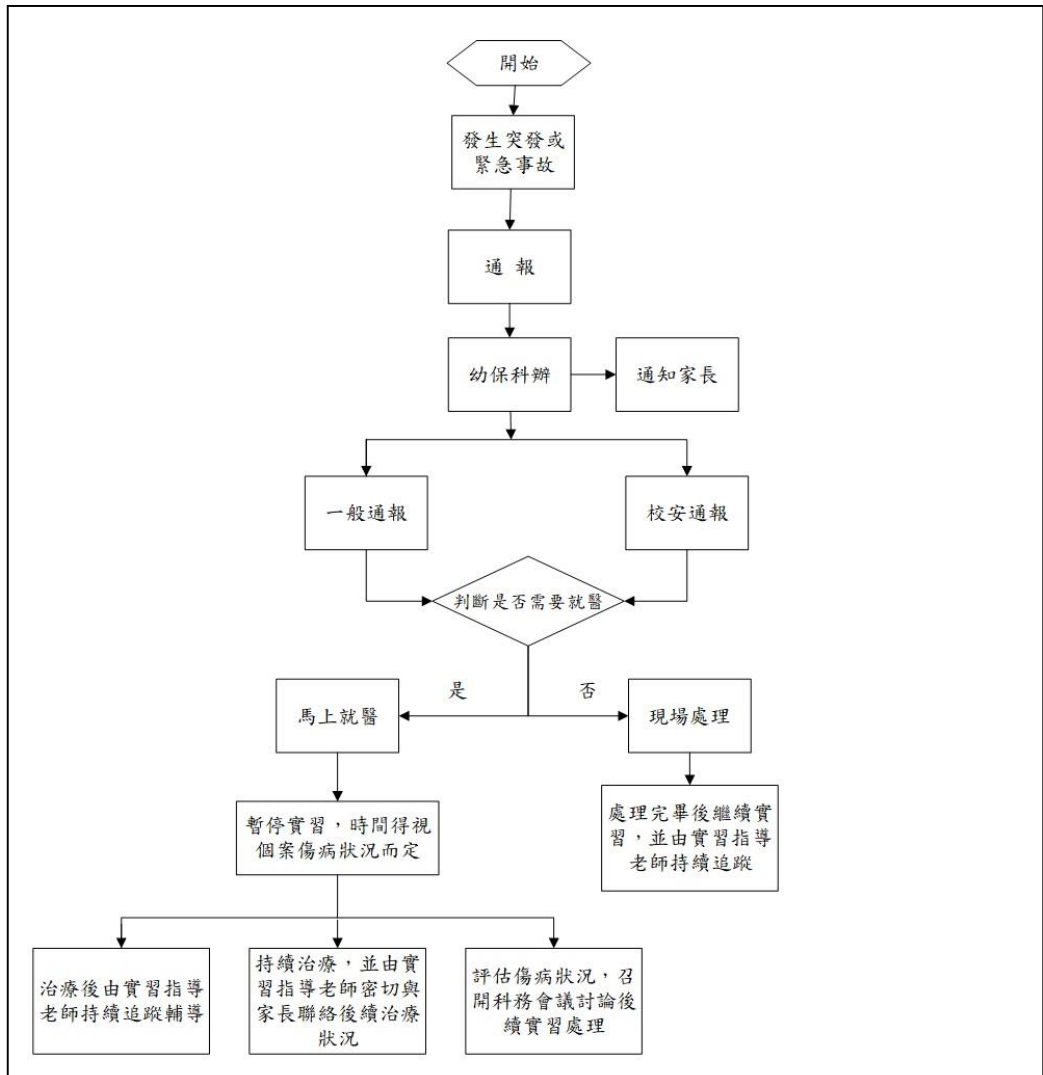 開始
發生突發或
緊急事故
通 報
幼保科辦
通知家長
一般通報
校安通報
判斷是否需要就醫
是
否
馬上就醫
現場處理
暫停實習，時間得視
個案傷病狀況而定
處理完畢後繼續實
習，並由實習指導
老師持續追蹤
治療後由實習指導
老師持續追蹤輔導
持續治療，並由實
習指導老師密切與
家長聯絡後續治療
狀況
評估傷病狀況，召
開科務會議討論後
續實習處理